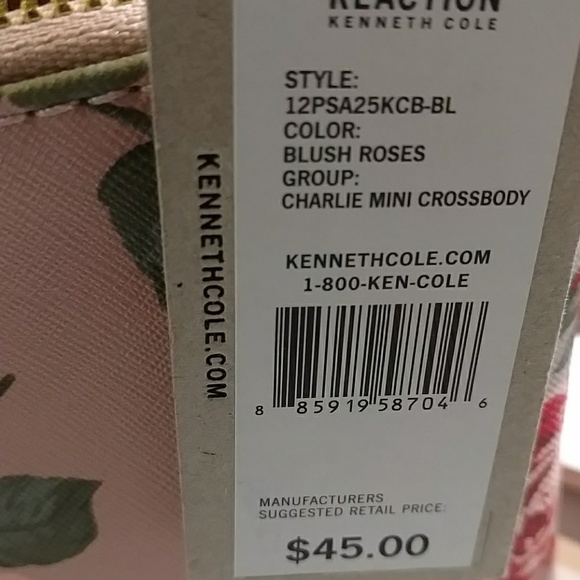 REACTION
KENNETH COLE
STYLE:
12PSA25KCB-BL
COLOR:
BLUSH ROSES
GROUP:
CHARLIE MINI CROSSBODY
KENNETHCOLE.COM
1-800-KEN-COLE
8 85919 58704 6
MANUFACTURERS
SUGGESTED RETAIL PRICE:
$45.00
KENNETHCOLE.COM